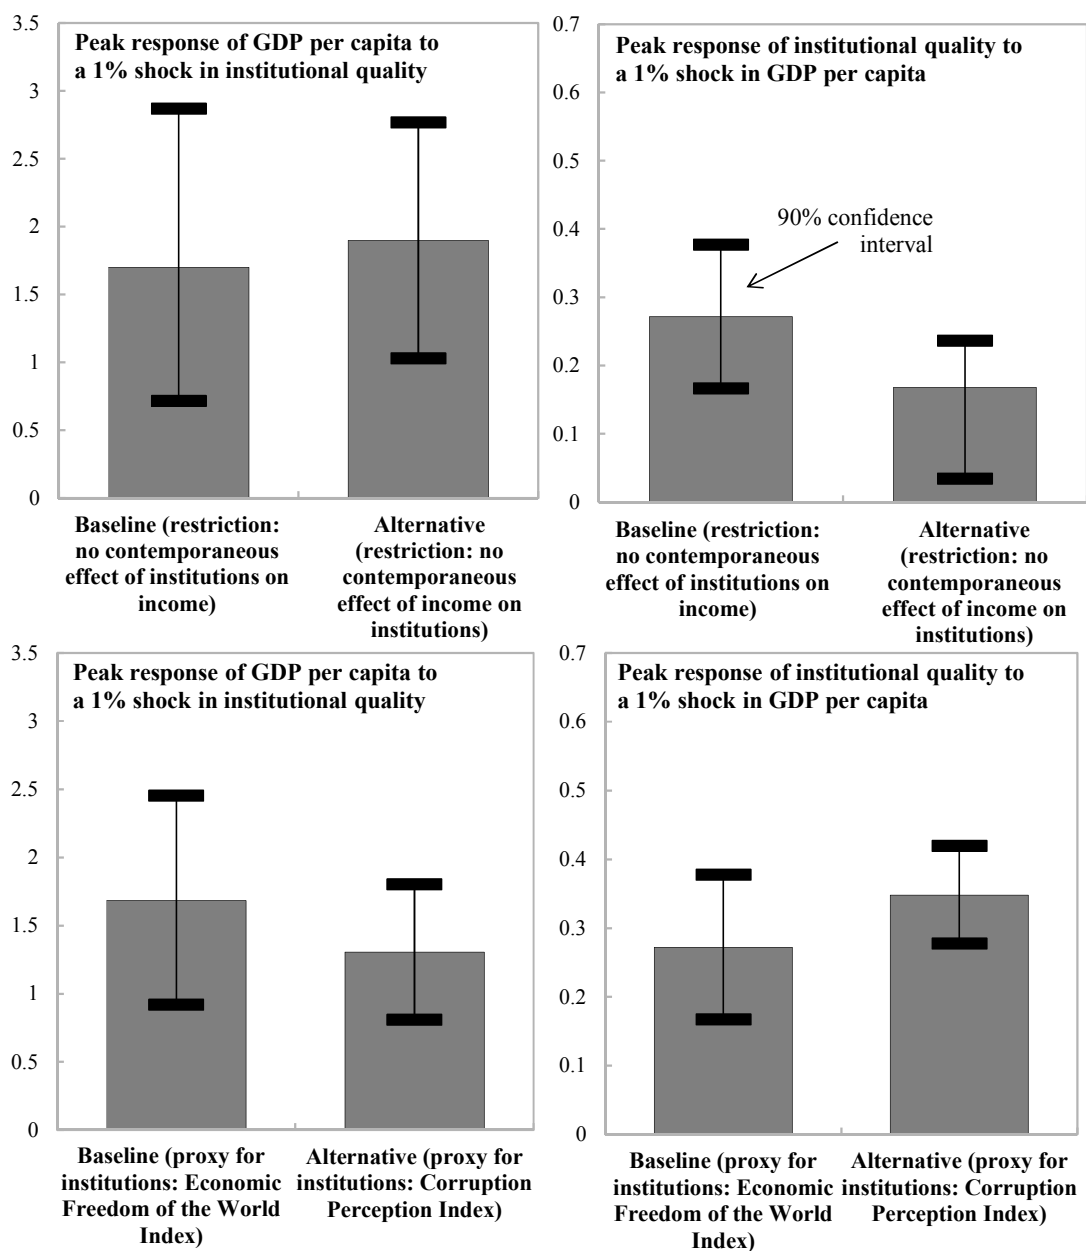 Peak response of GDP per capita to
a 1% shock in institutional quality
3.5
3
2.5
2
1.5
1
0.5
0
Baseline (restriction:
no contemporaneous
effect of institutions on
income)
Alternative
(restriction: no
contemporaneous
effect of income on
institutions)
Peak response of institutional quality to
a 1% shock in GDP per capita
0.7
0.6
0.5
0.4
0.3
0.2
0.1
0
90% confidence
interval
Baseline (restriction:
no contemporaneous
effect of institutions on
income)
Alternative
(restriction: no
contemporaneous
effect of income on
institutions)
Peak response of GDP per capita to
a 1% shock in institutional quality
3.5
3
2.5
2
1.5
1
0.5
0
Baseline (proxy for
institutions: Economic
Freedom of the World
Index)
Alternative (proxy for
institutions: Corruption
Perception Index)
Peak response of institutional quality to
a 1% shock in GDP per capita
0.7
0.6
0.5
0.4
0.3
0.2
0.1
0
Baseline (proxy for
institutions: Economic
Freedom of the World
Index)
Alternative (proxy for
institutions: Corruption
Perception Index)